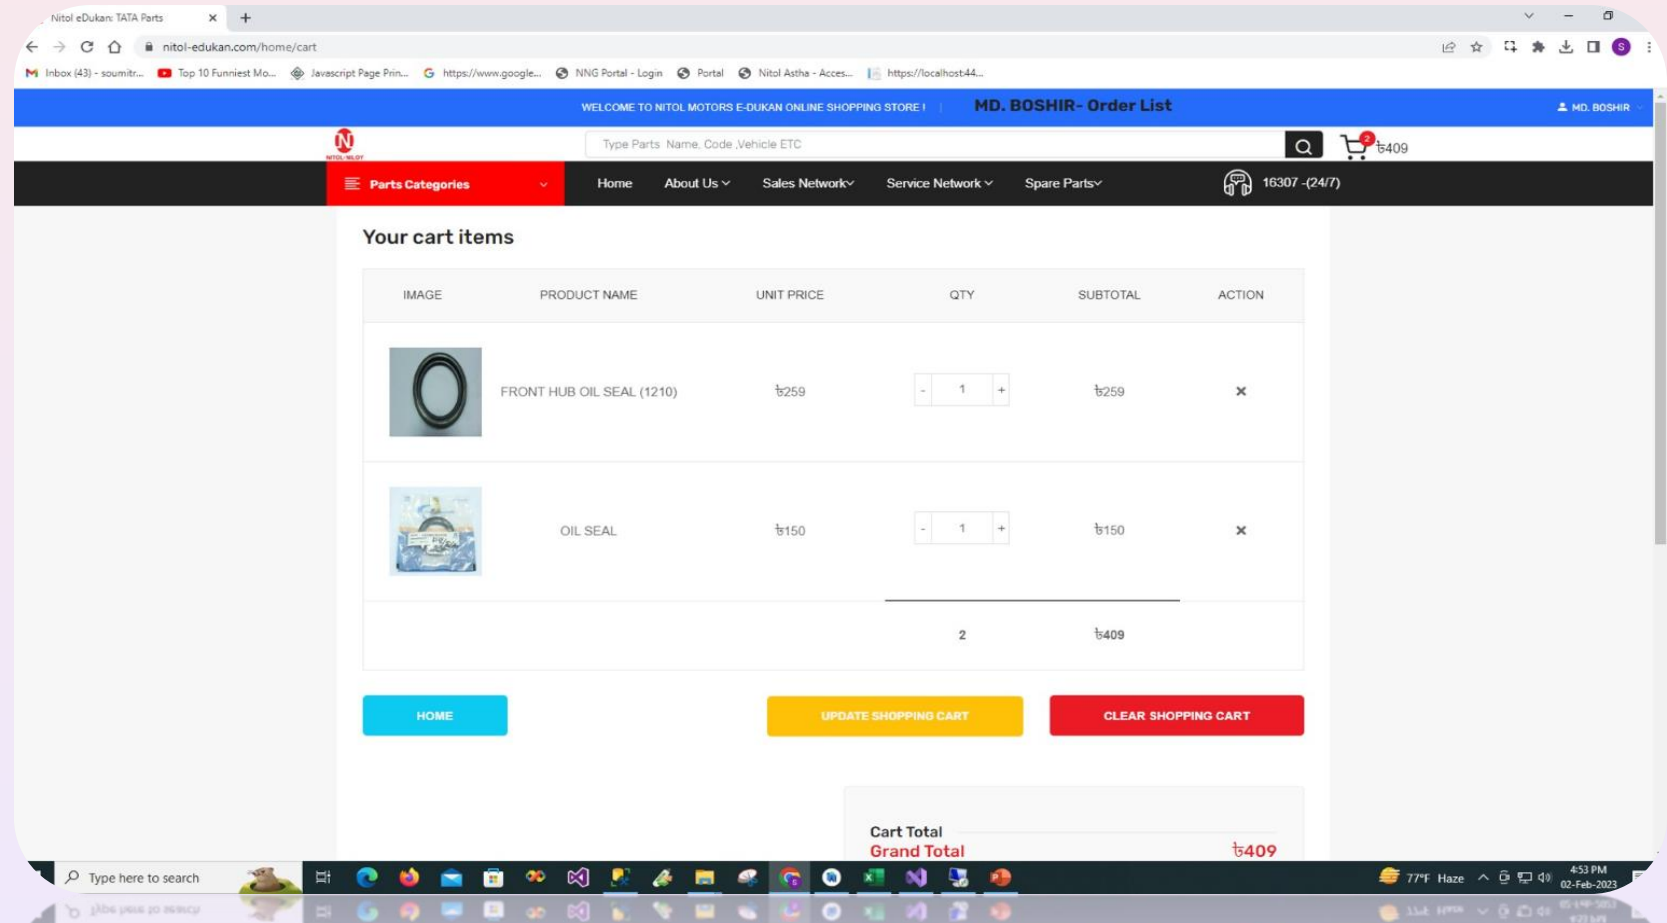 Nitol eDukan: TATA Parts
nitol-edukan.com/home/cart
Inbox (43) - soumitr... Top 10 Funniest Mo... Javascript Page Prin... https://www.google... NNG Portal - Login Portal Nitol Astha - Acces... https://localhost:44...
WELCOME TO NITOL MOTORS E-DUKAN ONLINE SHOPPING STORE ! | MD. BOSHIR- Order List MD. BOSHIR
N
NITOL-NILOY
Type Parts Name, Code ,Vehicle ETC
2
৳409
Parts Categories Home About Us Sales Network Service Network Spare Parts 16307 -(24/7)
Your cart items
IMAGE PRODUCT NAME UNIT PRICE QTY SUBTOTAL ACTION
FRONT HUB OIL SEAL (1210) ৳259 - 1 + ৳259
OIL SEAL ৳150 - 1 + ৳150
2 ৳409
HOME UPDATE SHOPPING CART CLEAR SHOPPING CART
Cart Total
Grand Total ৳409
Type here to search 77°F Haze 4:53 PM
02-Feb-2023